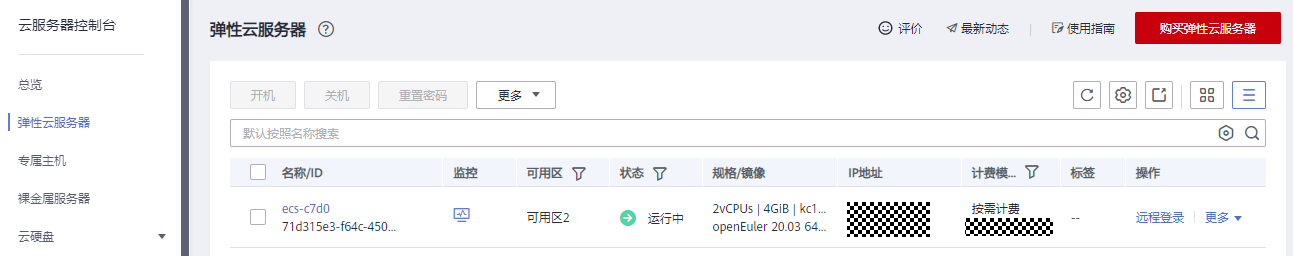 云服务器控制台
总览
弹性云服务器
专属主机
裸金属服务器
云硬盘
弹性云服务器 ?
评价 最新动态 | 使用指南 购买弹性云服务器
开机 关机 重置密码 更多
默认按照名称搜索
名称/ID 监控 可用区 状态 规格/镜像 IP地址 计费模... 标签 操作
ecs-c7d0
71d315e3-f64c-450...
可用区2
运行中
2vCPUs | 4GiB | kc1...
openEuler 20.03 64...
按需计费
--
远程登录 更多